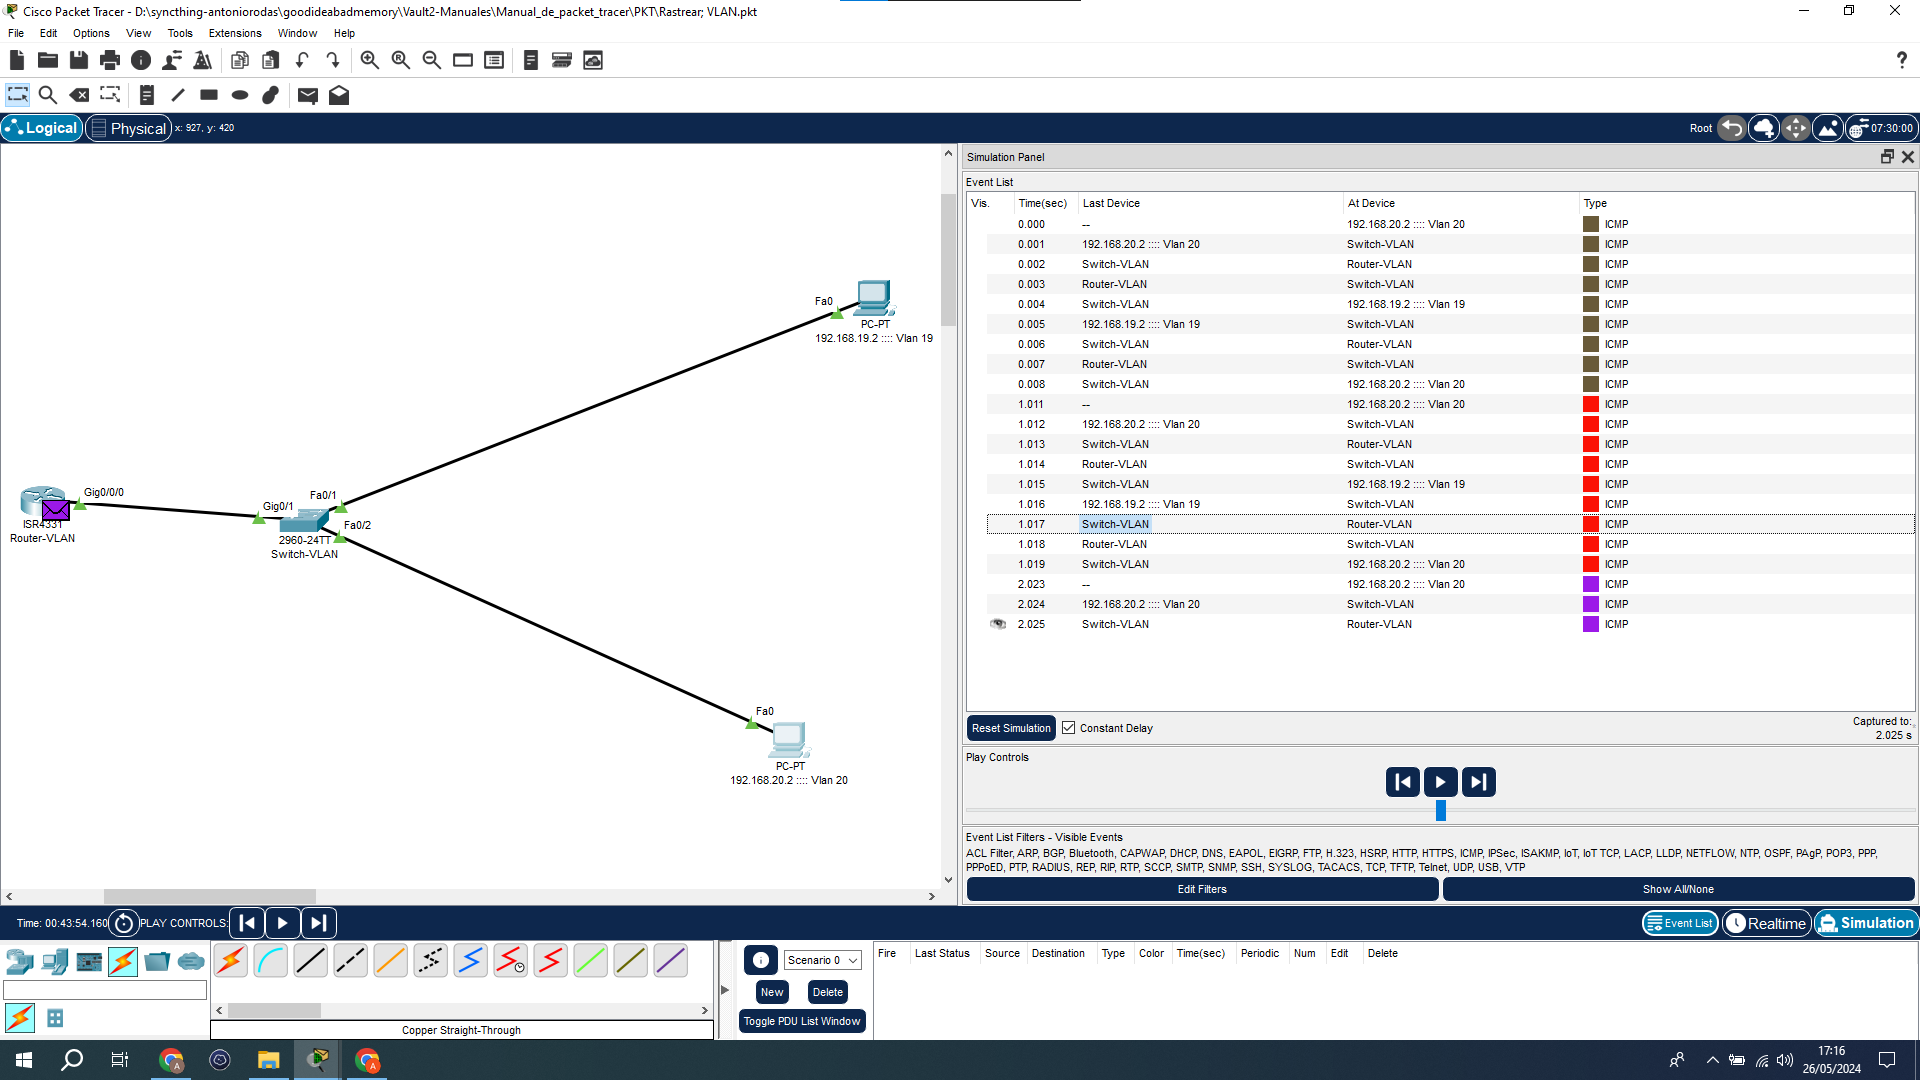 Cisco Packet Tracer - D:\syncthing-antoniorodas\goodideabadmemory\Vault2-Manuales\Manual_de_packet_tracer\PKT\Rastrear; VLAN.pkt
File Edit Options View Tools Extensions Window Help
Logical Physical x: 927, y: 420 Root 07:30:00
Simulation Panel
Event List
Vis. Time(sec) Last Device At Device Type
0.000 -- 192.168.20.2 :::: Vlan 20 ICMP
0.001 192.168.20.2 :::: Vlan 20 Switch-VLAN ICMP
0.002 Switch-VLAN Router-VLAN ICMP
0.003 Router-VLAN Switch-VLAN ICMP
0.004 Switch-VLAN 192.168.19.2 :::: Vlan 19 ICMP
0.005 192.168.19.2 :::: Vlan 19 Switch-VLAN ICMP
0.006 Switch-VLAN Router-VLAN ICMP
0.007 Router-VLAN Switch-VLAN ICMP
0.008 Switch-VLAN 192.168.20.2 :::: Vlan 20 ICMP
1.011 -- 192.168.20.2 :::: Vlan 20 ICMP
1.012 192.168.20.2 :::: Vlan 20 Switch-VLAN ICMP
1.013 Switch-VLAN Router-VLAN ICMP
1.014 Router-VLAN Switch-VLAN ICMP
1.015 Switch-VLAN 192.168.19.2 :::: Vlan 19 ICMP
1.016 192.168.19.2 :::: Vlan 19 Switch-VLAN ICMP
1.017 Switch-VLAN Router-VLAN ICMP
1.018 Router-VLAN Switch-VLAN ICMP
1.019 Switch-VLAN 192.168.20.2 :::: Vlan 20 ICMP
2.023 -- 192.168.20.2 :::: Vlan 20 ICMP
2.024 192.168.20.2 :::: Vlan 20 Switch-VLAN ICMP
2.025 Switch-VLAN Router-VLAN ICMP
Fa0
PC-PT
192.168.19.2 :::: Vlan 19
Gig0/0/0
ISR4331
Router-VLAN
Gig0/1
Fa0/1
Fa0/2
2960-24TT
Switch-VLAN
Fa0
PC-PT
192.168.20.2 :::: Vlan 20
Reset Simulation Constant Delay Captured to:
2.025 s
Play Controls
Event List Filters - Visible Events
ACL Filter, ARP, BGP, Bluetooth, CAPWAP, DHCP, DNS, EAPOL, EIGRP, FTP, H.323, HSRP, HTTP, HTTPS, ICMP, IPSec, ISAKMP, IoT, IoT TCP, LACP, LLDP, NETFLOW, NTP, OSPF, PAgP, POP3, PPP,
PPPoED, PTP, RADIUS, REP, RIP, RTP, SCCP, SMTP, SNMP, SSH, SYSLOG, TACACS, TCP, TFTP, Telnet, UDP, USB, VTP
Edit Filters Show All/None
Time: 00:43:54.160 PLAY CONTROLS: Event List Realtime Simulation
Scenario 0
New Delete
Toggle PDU List Window
Fire Last Status Source Destination Type Color Time(sec) Periodic Num Edit Delete
Copper Straight-Through
17:16
26/05/2024